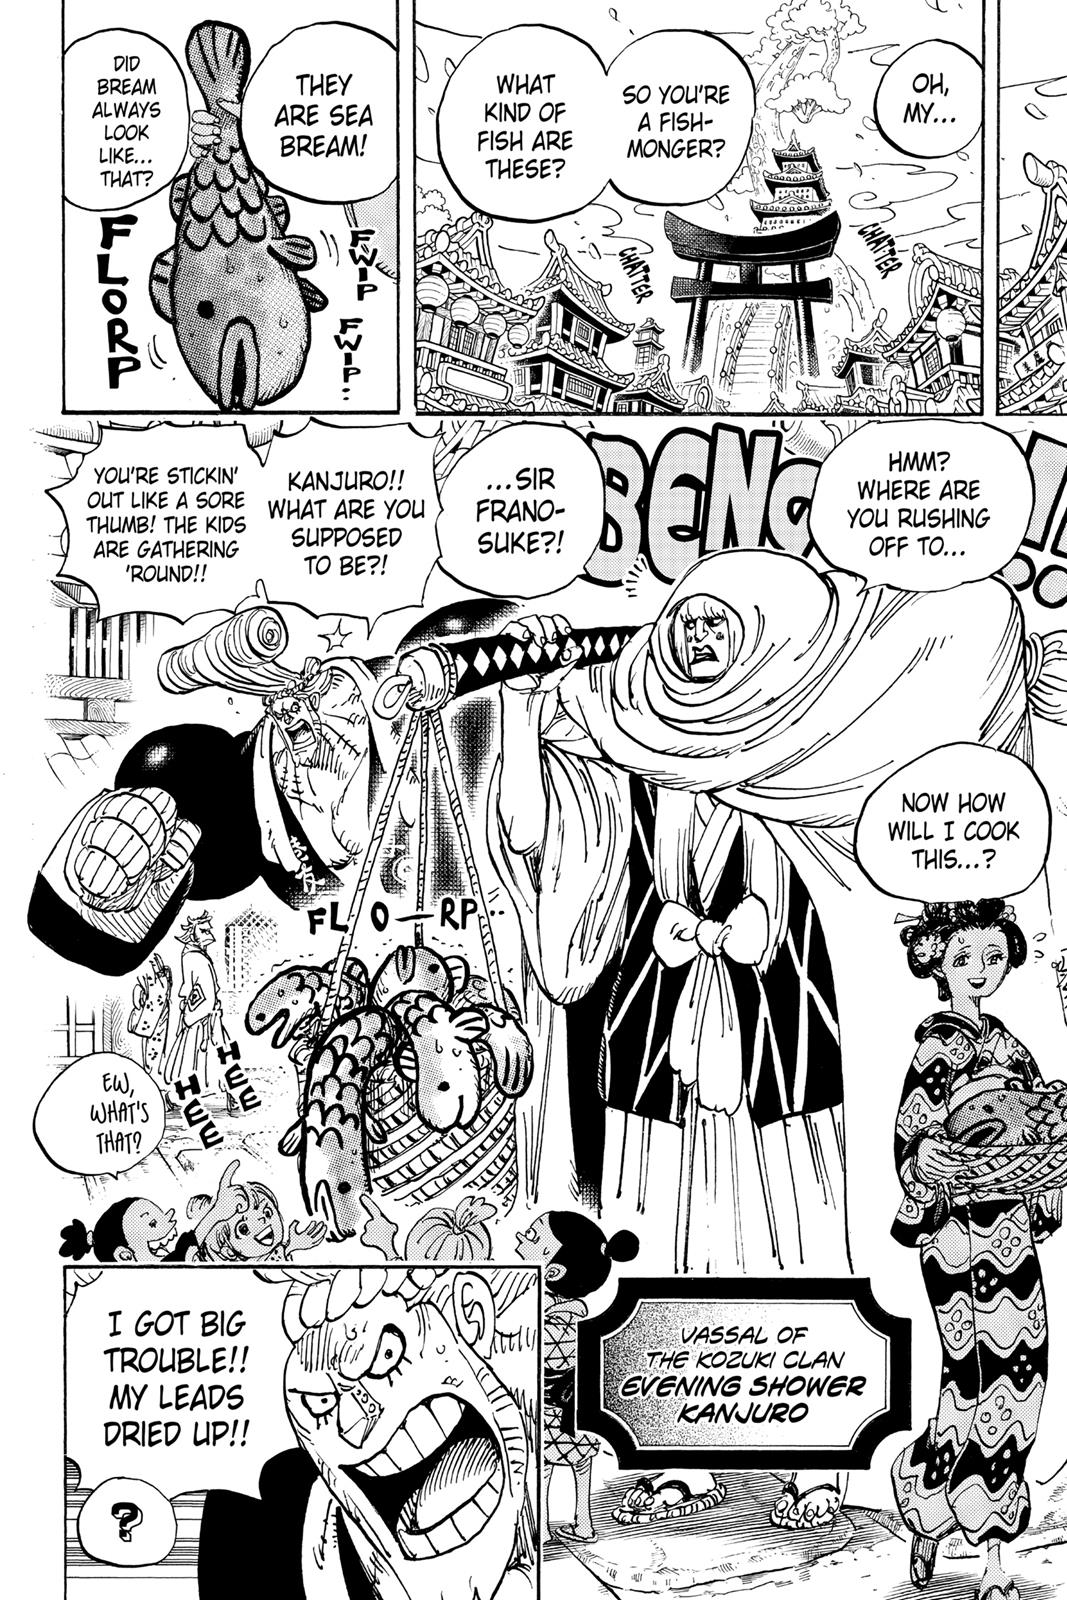 OH,
MY...
SO YOU'RE
A FISH-
MONGER?
WHAT
KIND OF
FISH ARE
THESE?
CHATTER
CHATTER
THEY
ARE SEA
BREAM!
DID
BREAM
ALWAYS
LOOK
LIKE...
THAT?
FWIP
FWIP..
FLORP
HMM?
WHERE ARE
YOU RUSHING
OFF TO...
BENG
!!
...SIR
FRANO-
SUKE?!
KANJURO!!
WHAT ARE YOU
SUPPOSED
TO BE?!
YOU'RE STICKIN'
OUT LIKE A SORE
THUMB! THE KIDS
ARE GATHERING
'ROUND!!
NOW HOW
WILL I COOK
THIS...?
FLO—RP...
HEE
HEE
EW,
WHAT'S
THAT?
VASSAL OF
THE KOZUKI CLAN
EVENING SHOWER
KANJURO
I GOT BIG
TROUBLE!!
MY LEADS
DRIED UP!!
?